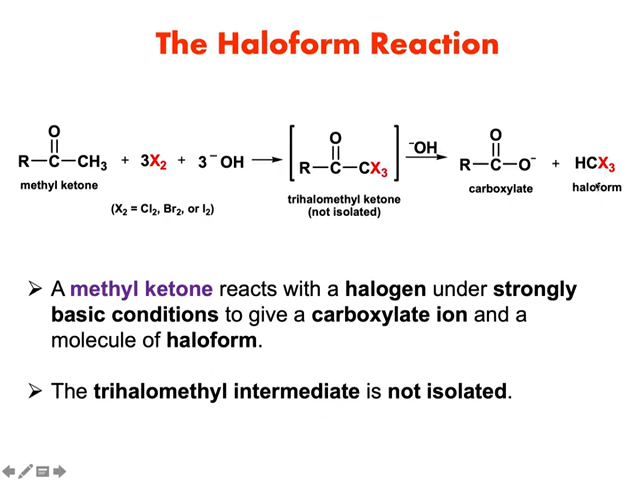 The Haloform Reaction
O
R—C—CH₃ + 3X₂ + 3 ⁻OH
methyl ketone
(X₂ = Cl₂, Br₂, or I₂)
O
R—C—CX₃
trihalomethyl ketone
(not isolated)
⁻OH
O
R—C—O⁻ + HCX₃
carboxylate haloform
A methyl ketone reacts with a halogen under strongly
basic conditions to give a carboxylate ion and a
molecule of haloform.
The trihalomethyl intermediate is not isolated.